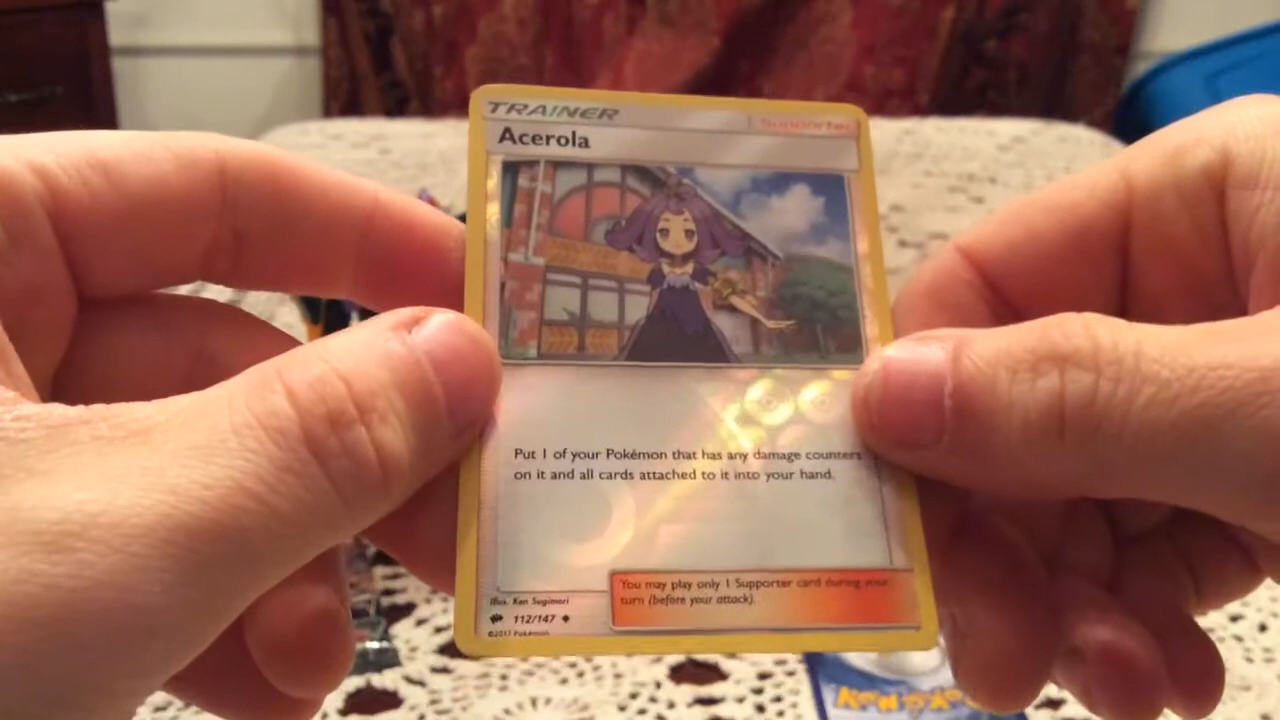 TRAINER
Supporter
Acerola
Put 1 of your Pokémon that has any damage counters
on it and all cards attached to it into your hand.
You may play only 1 Supporter card during your
turn (before your attack).
Illus. Ken Sugimori
112/147
©2017 Pokémon